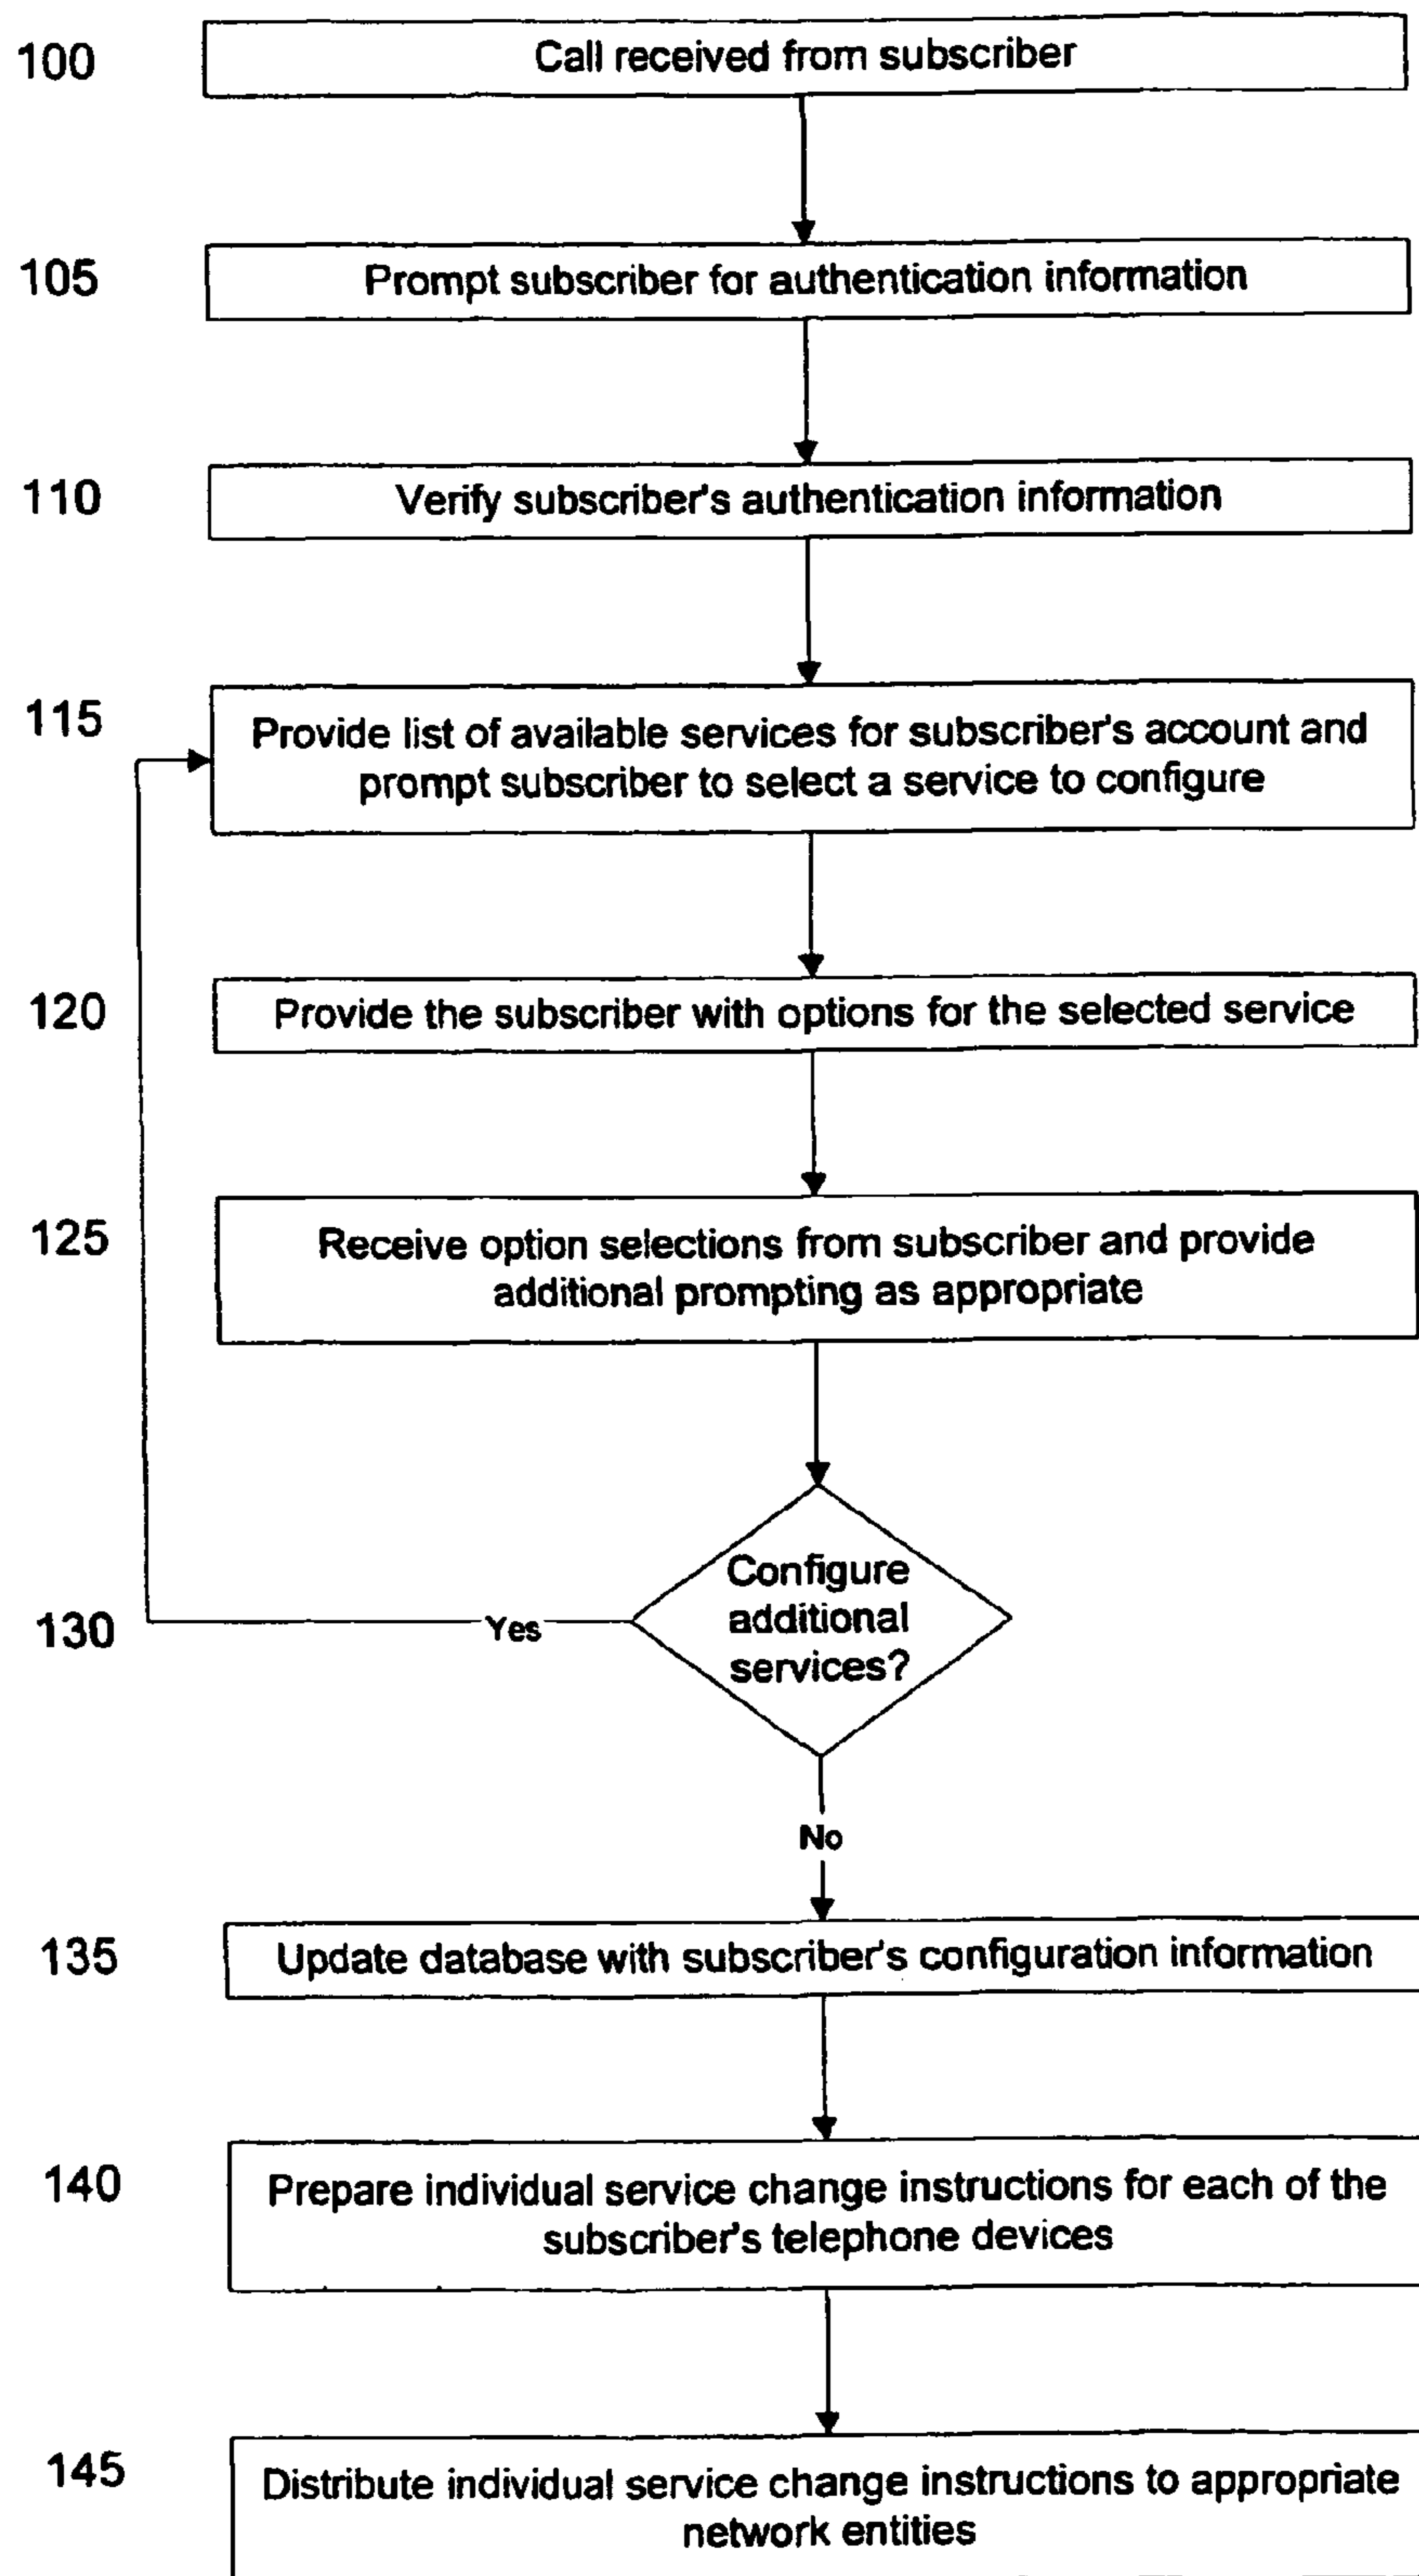 100
Call received from subscriber
105
Prompt subscriber for authentication information
110
Verify subscriber's authentication information
115
Provide list of available services for subscriber's account and
prompt subscriber to select a service to configure
120
Provide the subscriber with options for the selected service
125
Receive option selections from subscriber and provide
additional prompting as appropriate
130
Configure
additional
services?
Yes
No
135
Update database with subscriber's configuration information
140
Prepare individual service change instructions for each of the
subscriber's telephone devices
145
Distribute individual service change instructions to appropriate
network entities